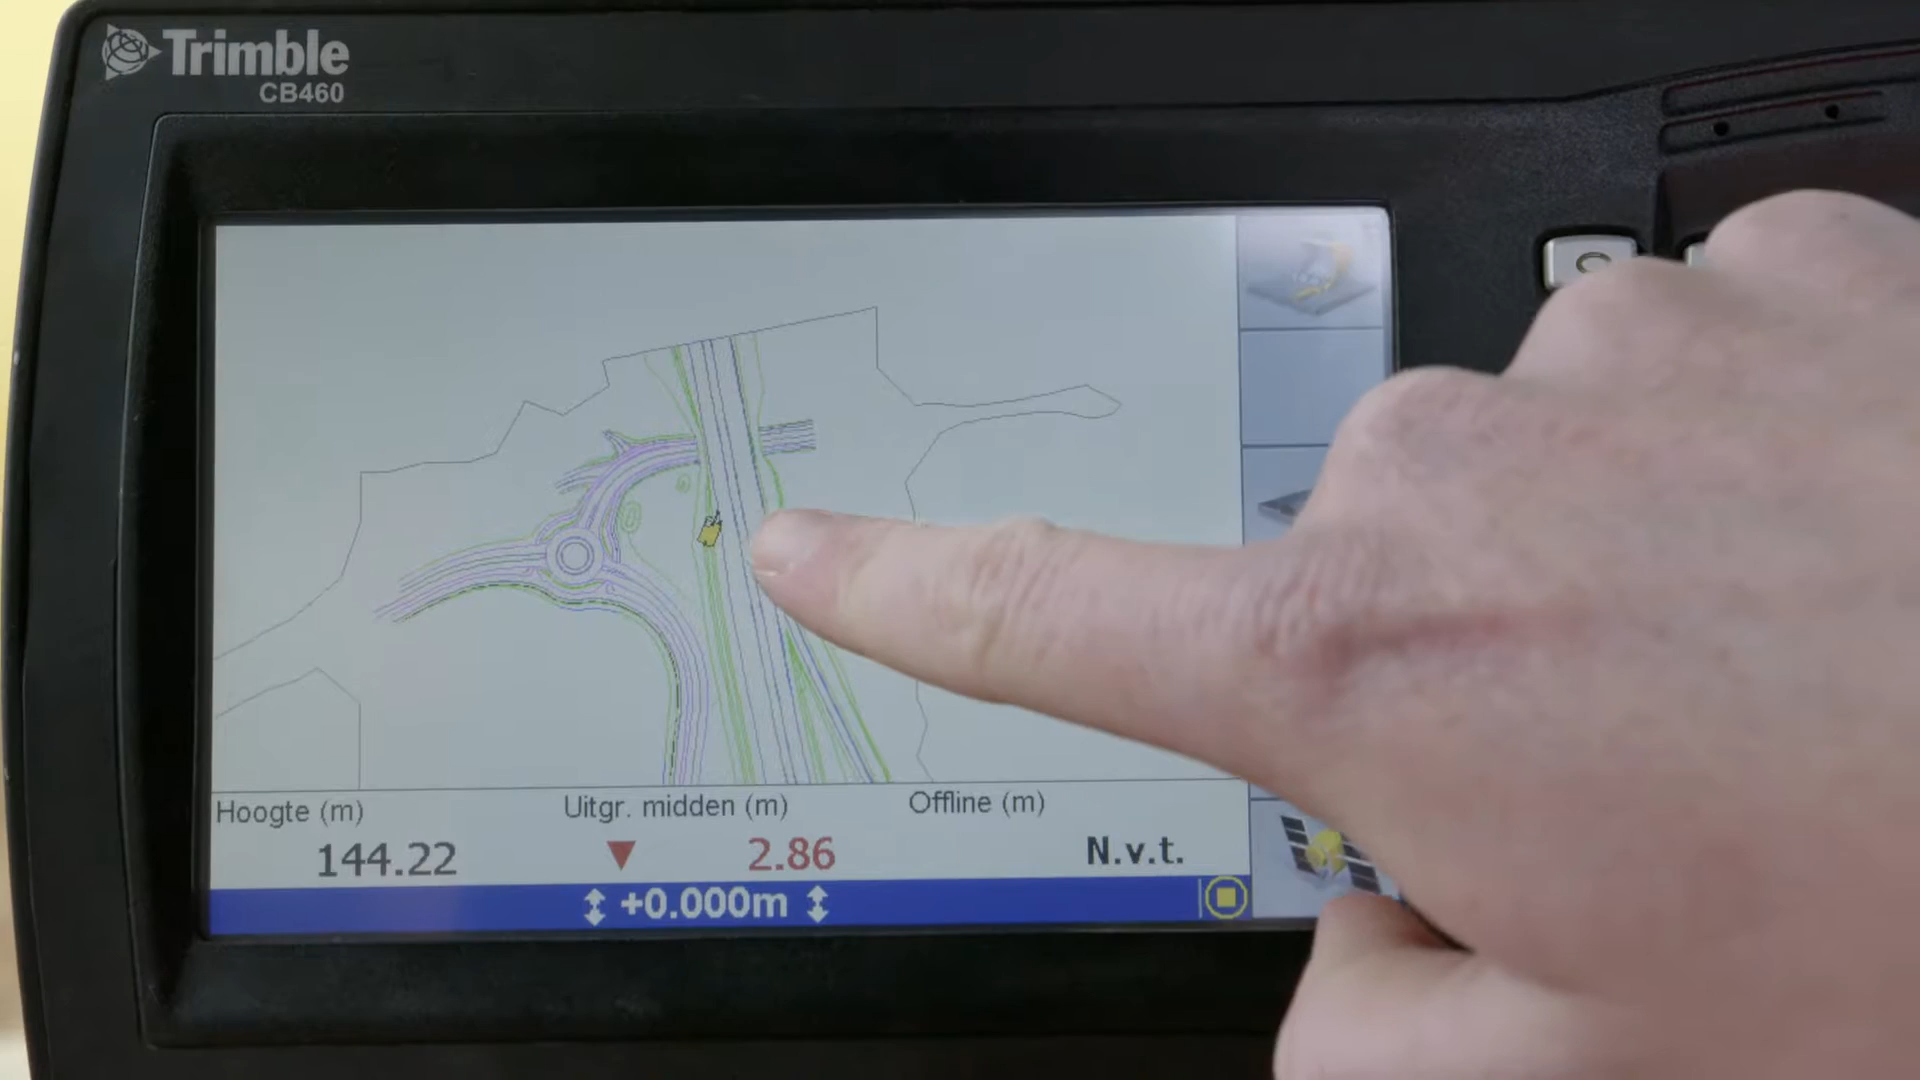 Trimble
CB460
Hoogte (m)
Uitgr. midden (m)
Offline (m)
144.22
2.86
N.v.t.
+0.000m